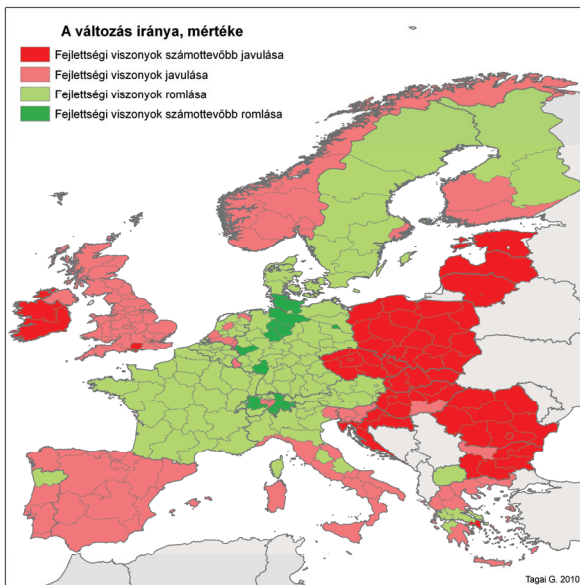 A változás iránya, mértéke
Fejlettségi viszonyok számottevőbb javulása
Fejlettségi viszonyok javulása
Fejlettségi viszonyok romlása
Fejlettségi viszonyok számottevőbb romlása
Tagai G. 2010